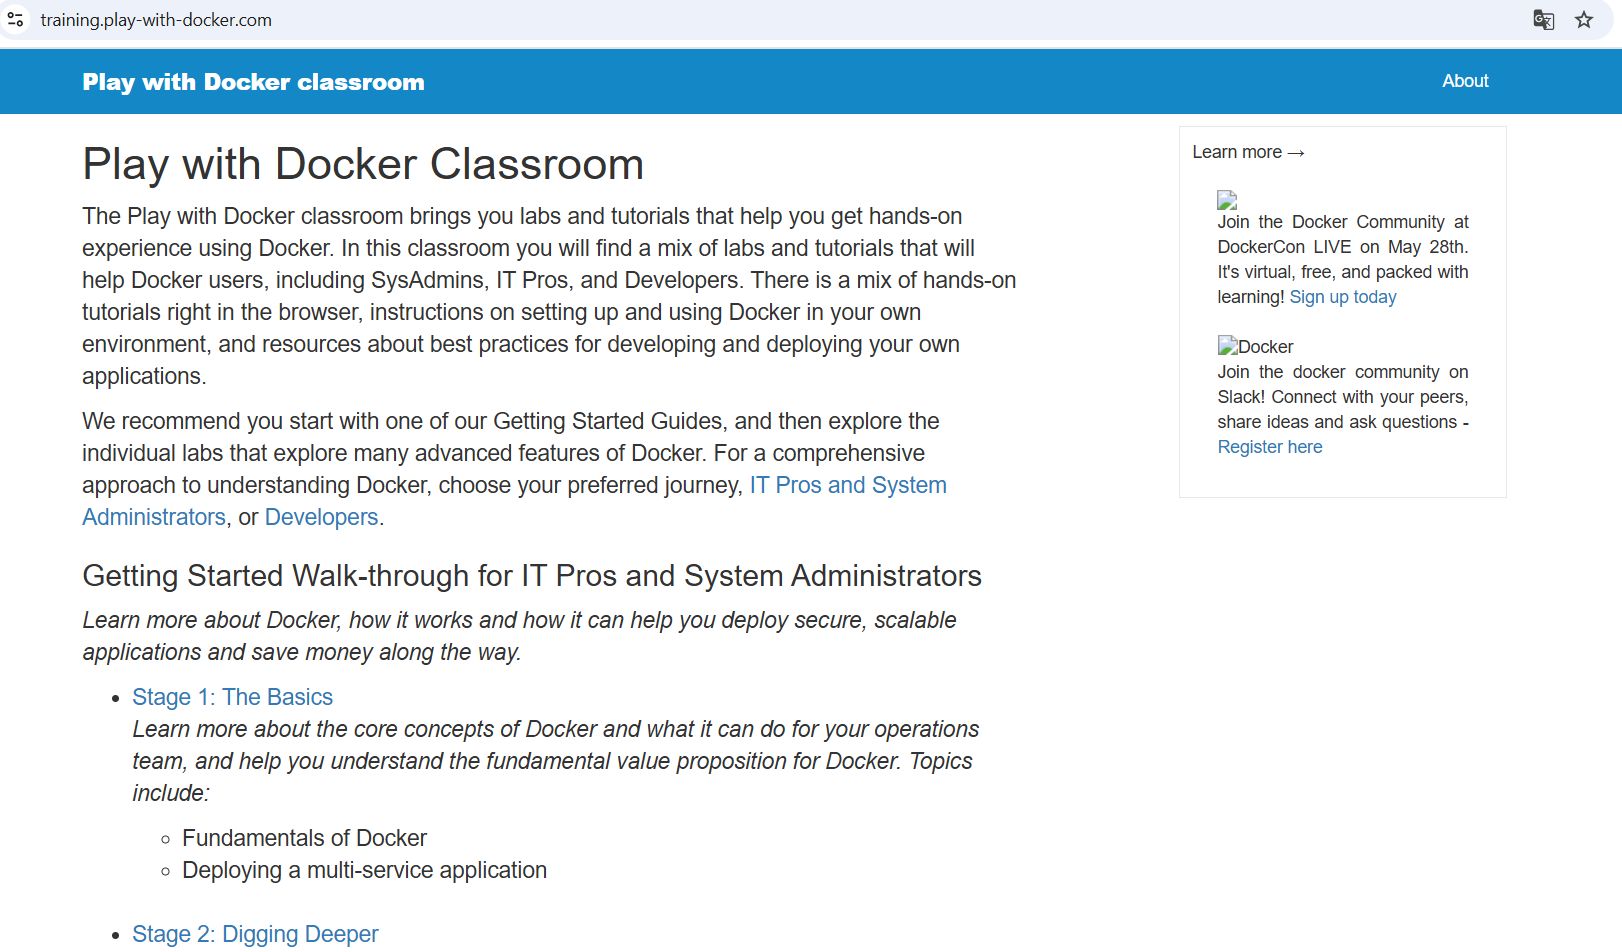 training.play-with-docker.com
Play with Docker classroom
About
Play with Docker Classroom
The Play with Docker classroom brings you labs and tutorials that help you get hands-on
experience using Docker. In this classroom you will find a mix of labs and tutorials that will
help Docker users, including SysAdmins, IT Pros, and Developers. There is a mix of hands-on
tutorials right in the browser, instructions on setting up and using Docker in your own
environment, and resources about best practices for developing and deploying your own
applications.
We recommend you start with one of our Getting Started Guides, and then explore the
individual labs that explore many advanced features of Docker. For a comprehensive
approach to understanding Docker, choose your preferred journey, IT Pros and System
Administrators, or Developers.
Getting Started Walk-through for IT Pros and System Administrators
Learn more about Docker, how it works and how it can help you deploy secure, scalable
applications and save money along the way.
• Stage 1: The Basics
Learn more about the core concepts of Docker and what it can do for your operations
team, and help you understand the fundamental value proposition for Docker. Topics
include:
◦ Fundamentals of Docker
◦ Deploying a multi-service application
• Stage 2: Digging Deeper
Learn more →
Join the Docker Community at
DockerCon LIVE on May 28th.
It's virtual, free, and packed with
learning! Sign up today
Docker
Join the docker community on
Slack! Connect with your peers,
share ideas and ask questions -
Register here